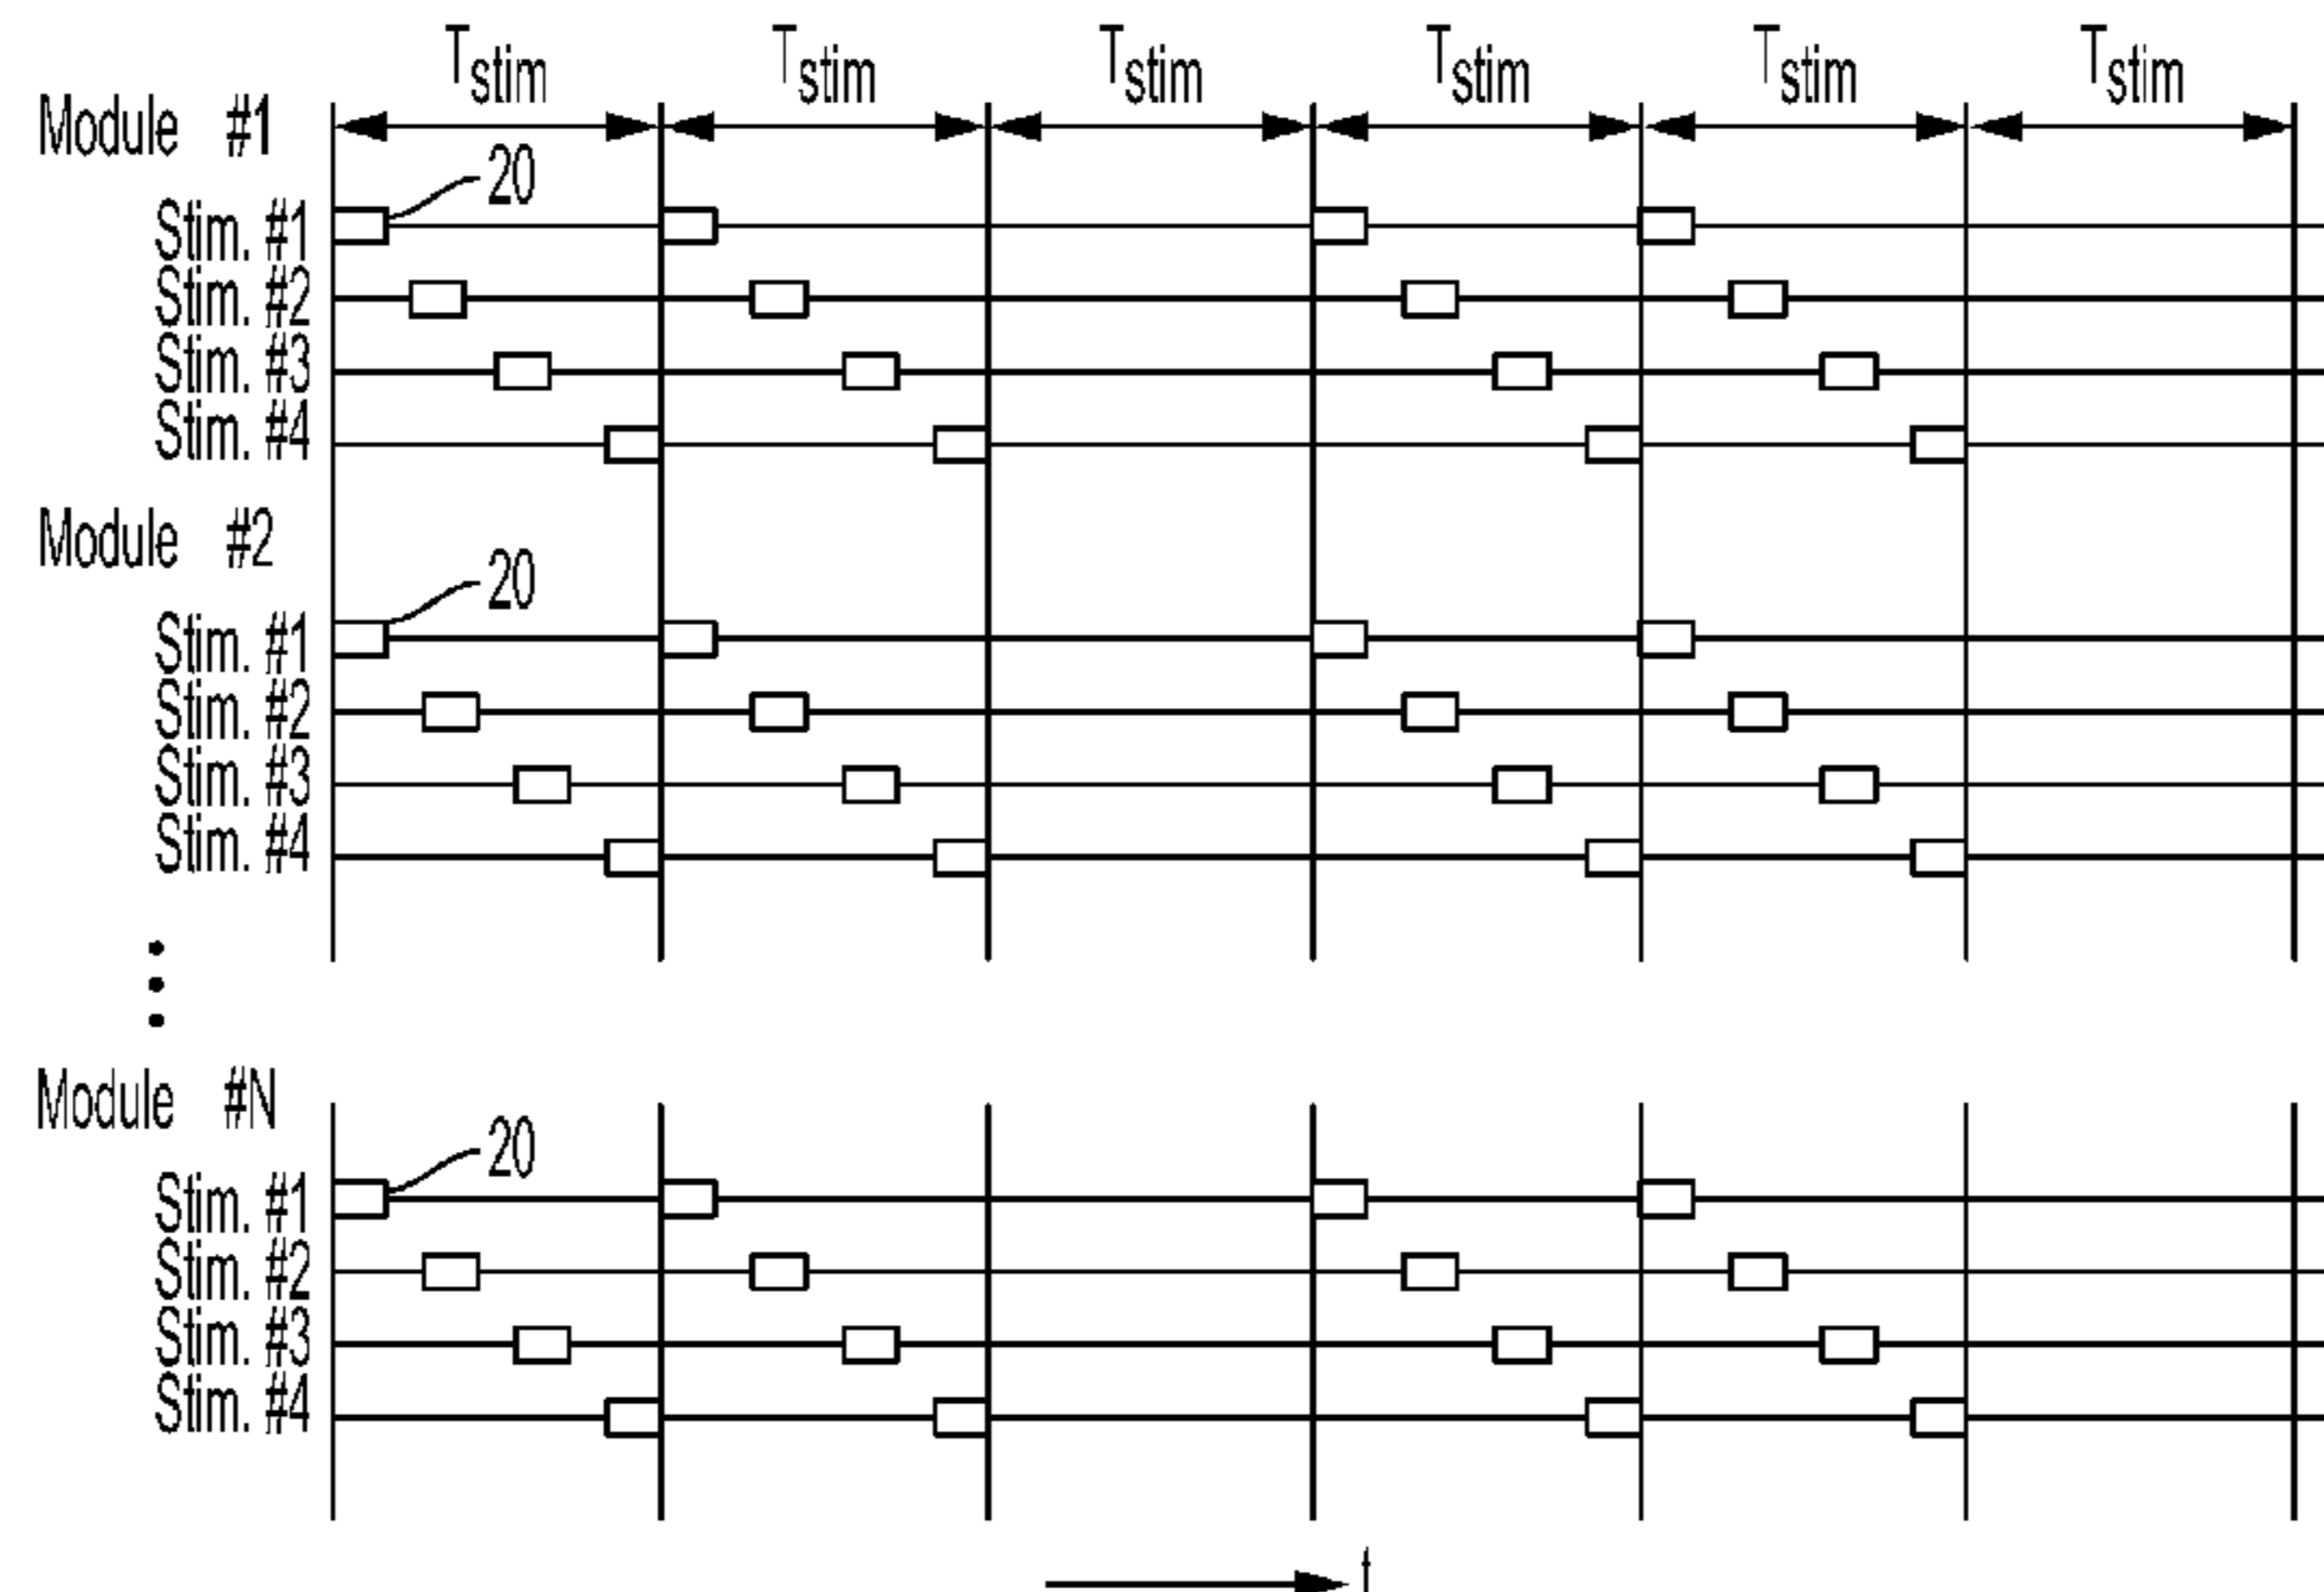 Tstim Tstim Tstim Tstim Tstim Tstim
Module #1
20
Stim. #1
Stim. #2
Stim. #3
Stim. #4
Module #2
20
Stim. #1
Stim. #2
Stim. #3
Stim. #4
Module #N
20
Stim. #1
Stim. #2
Stim. #3
Stim. #4
t